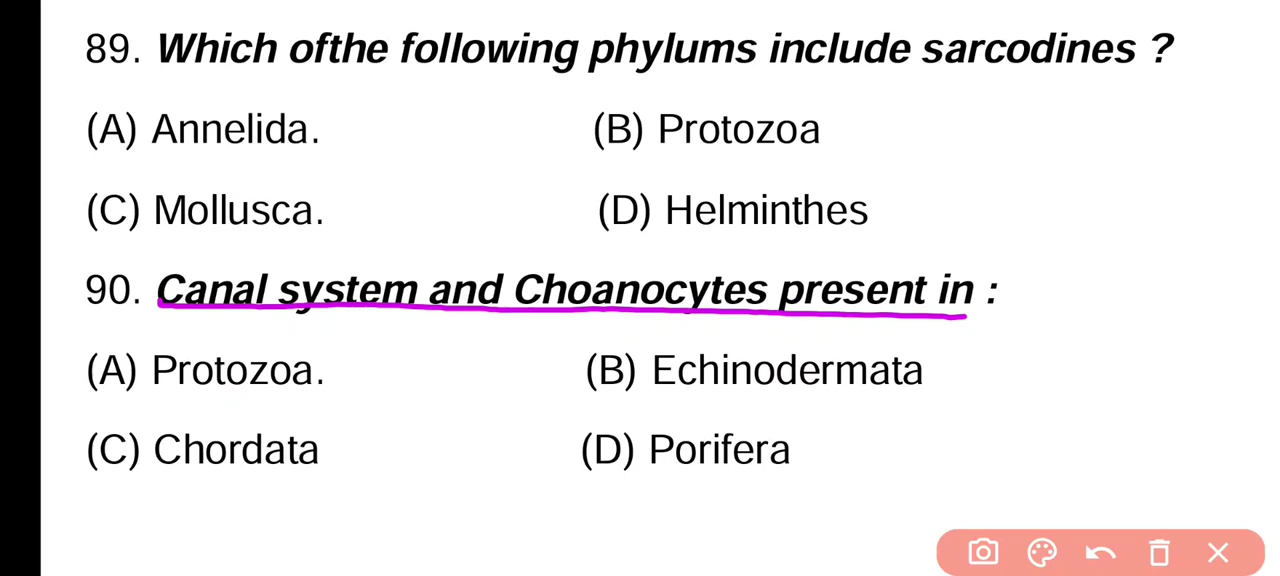 89. Which ofthe following phylums include sarcodines ?
(A) Annelida. (B) Protozoa
(C) Mollusca. (D) Helminthes
90. Canal system and Choanocytes present in :
(A) Protozoa. (B) Echinodermata
(C) Chordata (D) Porifera